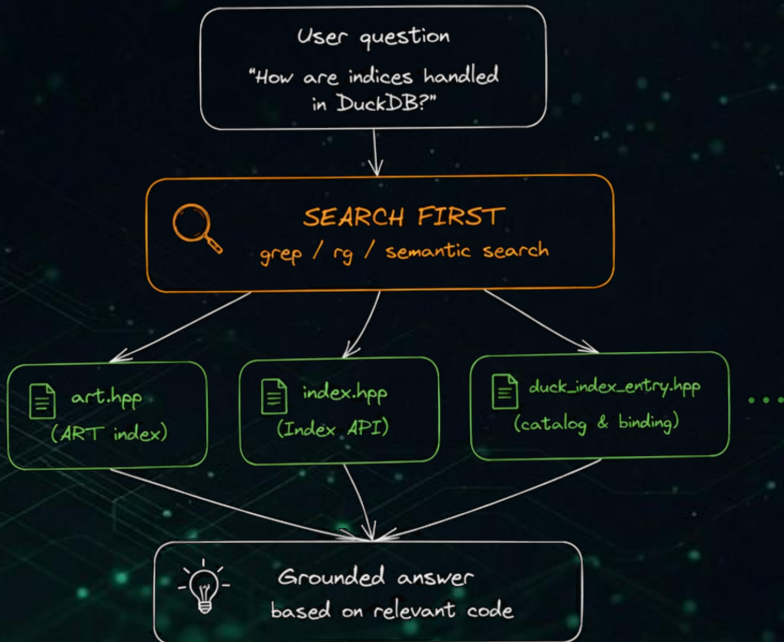 User question
"How are indices handled
in DuckDB?"
SEARCH FIRST
grep / rg / semantic search
art.hpp
(ART index)
index.hpp
(Index API)
duck_index_entry.hpp
(catalog & binding)
...
Grounded answer
based on relevant code